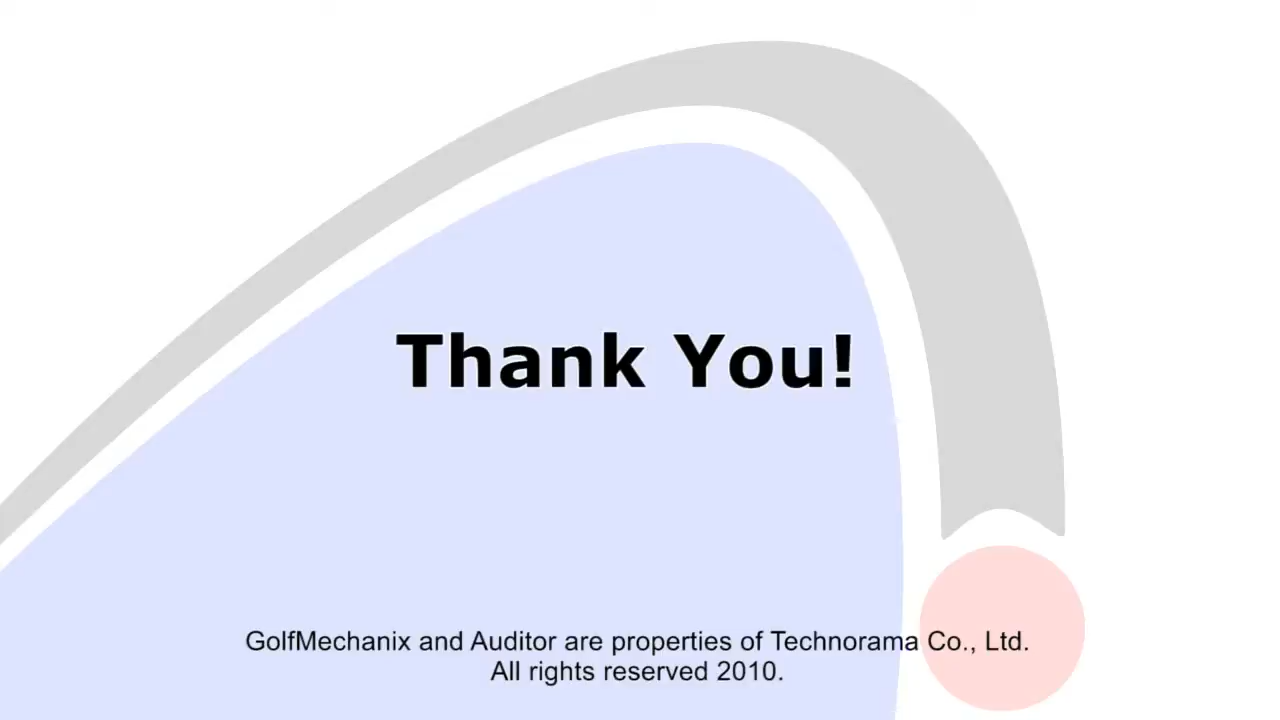 Thank You!
GolfMechanix and Auditor are properties of Technorama Co., Ltd.
All rights reserved 2010.